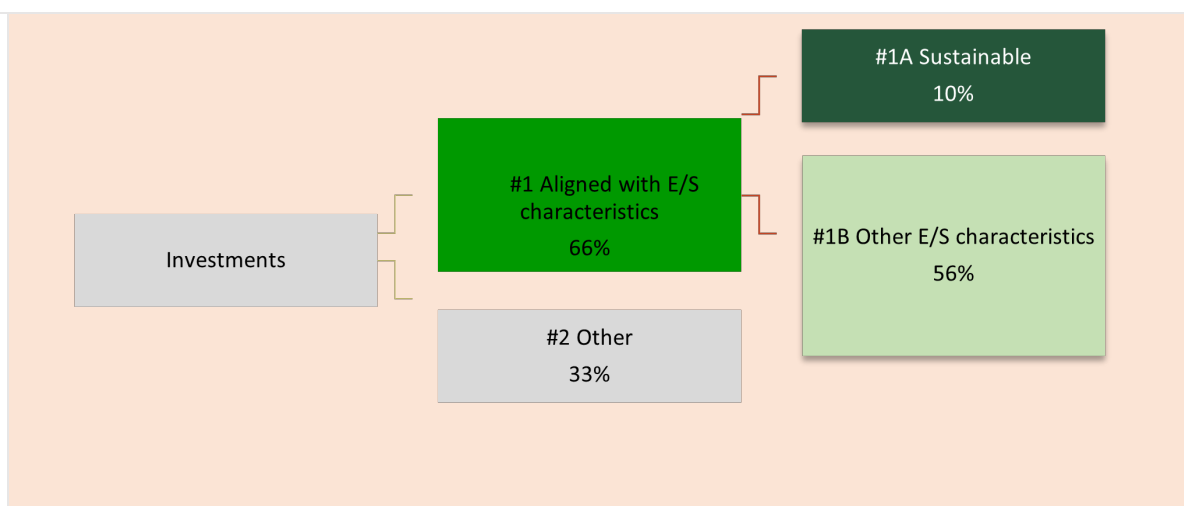 Investments
#1 Aligned with E/S
characteristics
66%
#2 Other
33%
#1A Sustainable
10%
#1B Other E/S characteristics
56%